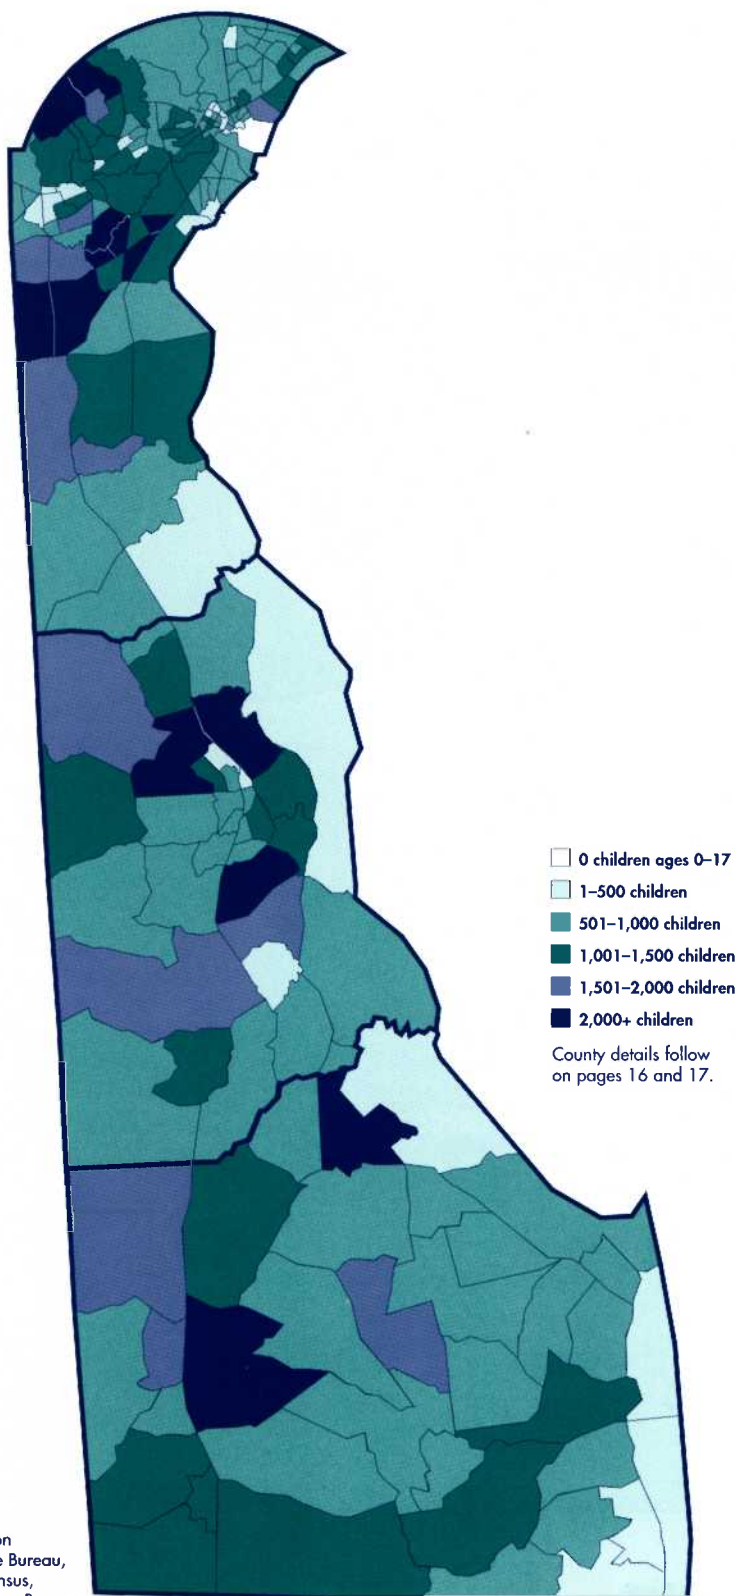 0 children ages 0–17
1–500 children
501–1,000 children
1,001–1,500 children
1,501–2,000 children
2,000+ children
County details follow
on pages 16 and 17.
on
Bureau,